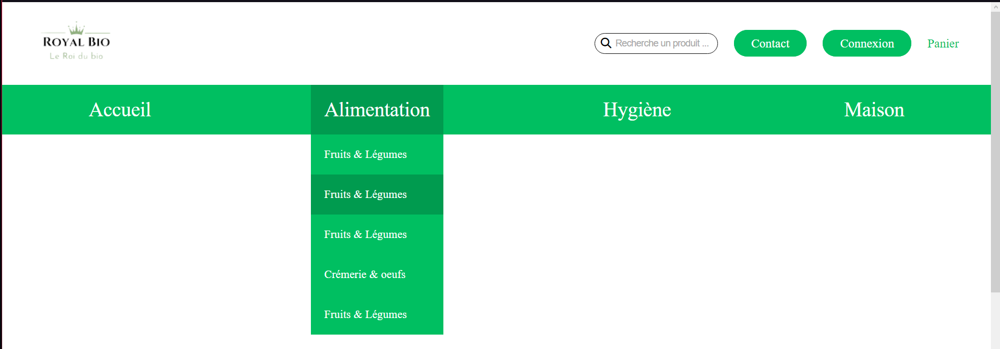 ROYAL BIO
Le Roi du bio
Recherche un produit ...
Contact
Connexion
Panier
Accueil
Alimentation
Hygiène
Maison
Fruits & Légumes
Fruits & Légumes
Fruits & Légumes
Crémerie & oeufs
Fruits & Légumes